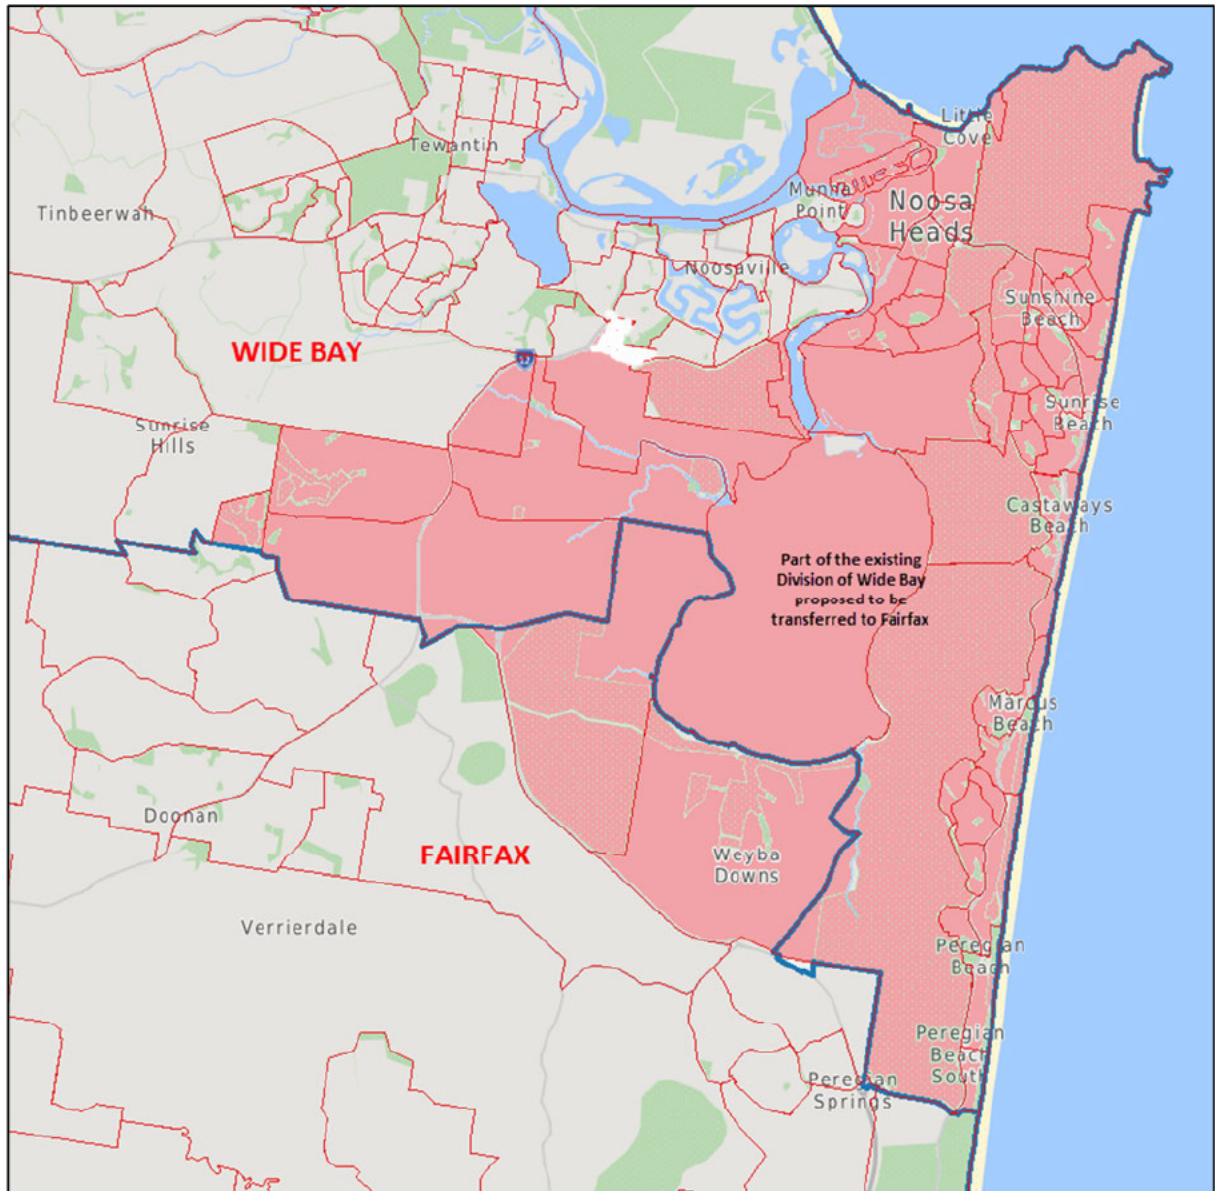 Little
Cove
Tewantin
Munna
Point
Noosa
Heads
Tinbeerwah
Noosaville
Sunshine
Beach
WIDE BAY
Sunrise
Beach
Sunrise
Hills
Castaways
Beach
Part of the existing
Division of Wide Bay
proposed to be
transferred to Fairfax
Marcus
Beach
Doonan
FAIRFAX
Weyba
Downs
Verrierdale
Peregian
Beach
Peregian
Beach
South
Peregian
Springs